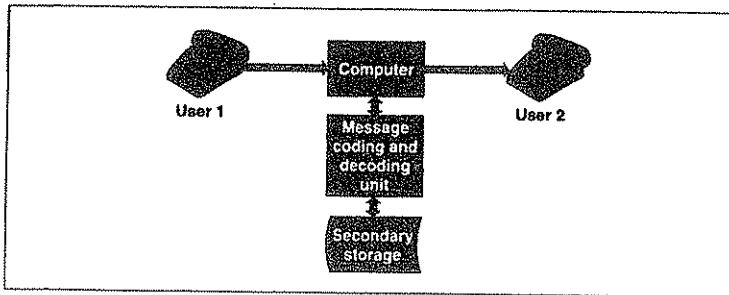 Computer
User 1
User 2
Message
coding and
decoding
unit
Secondary
storage